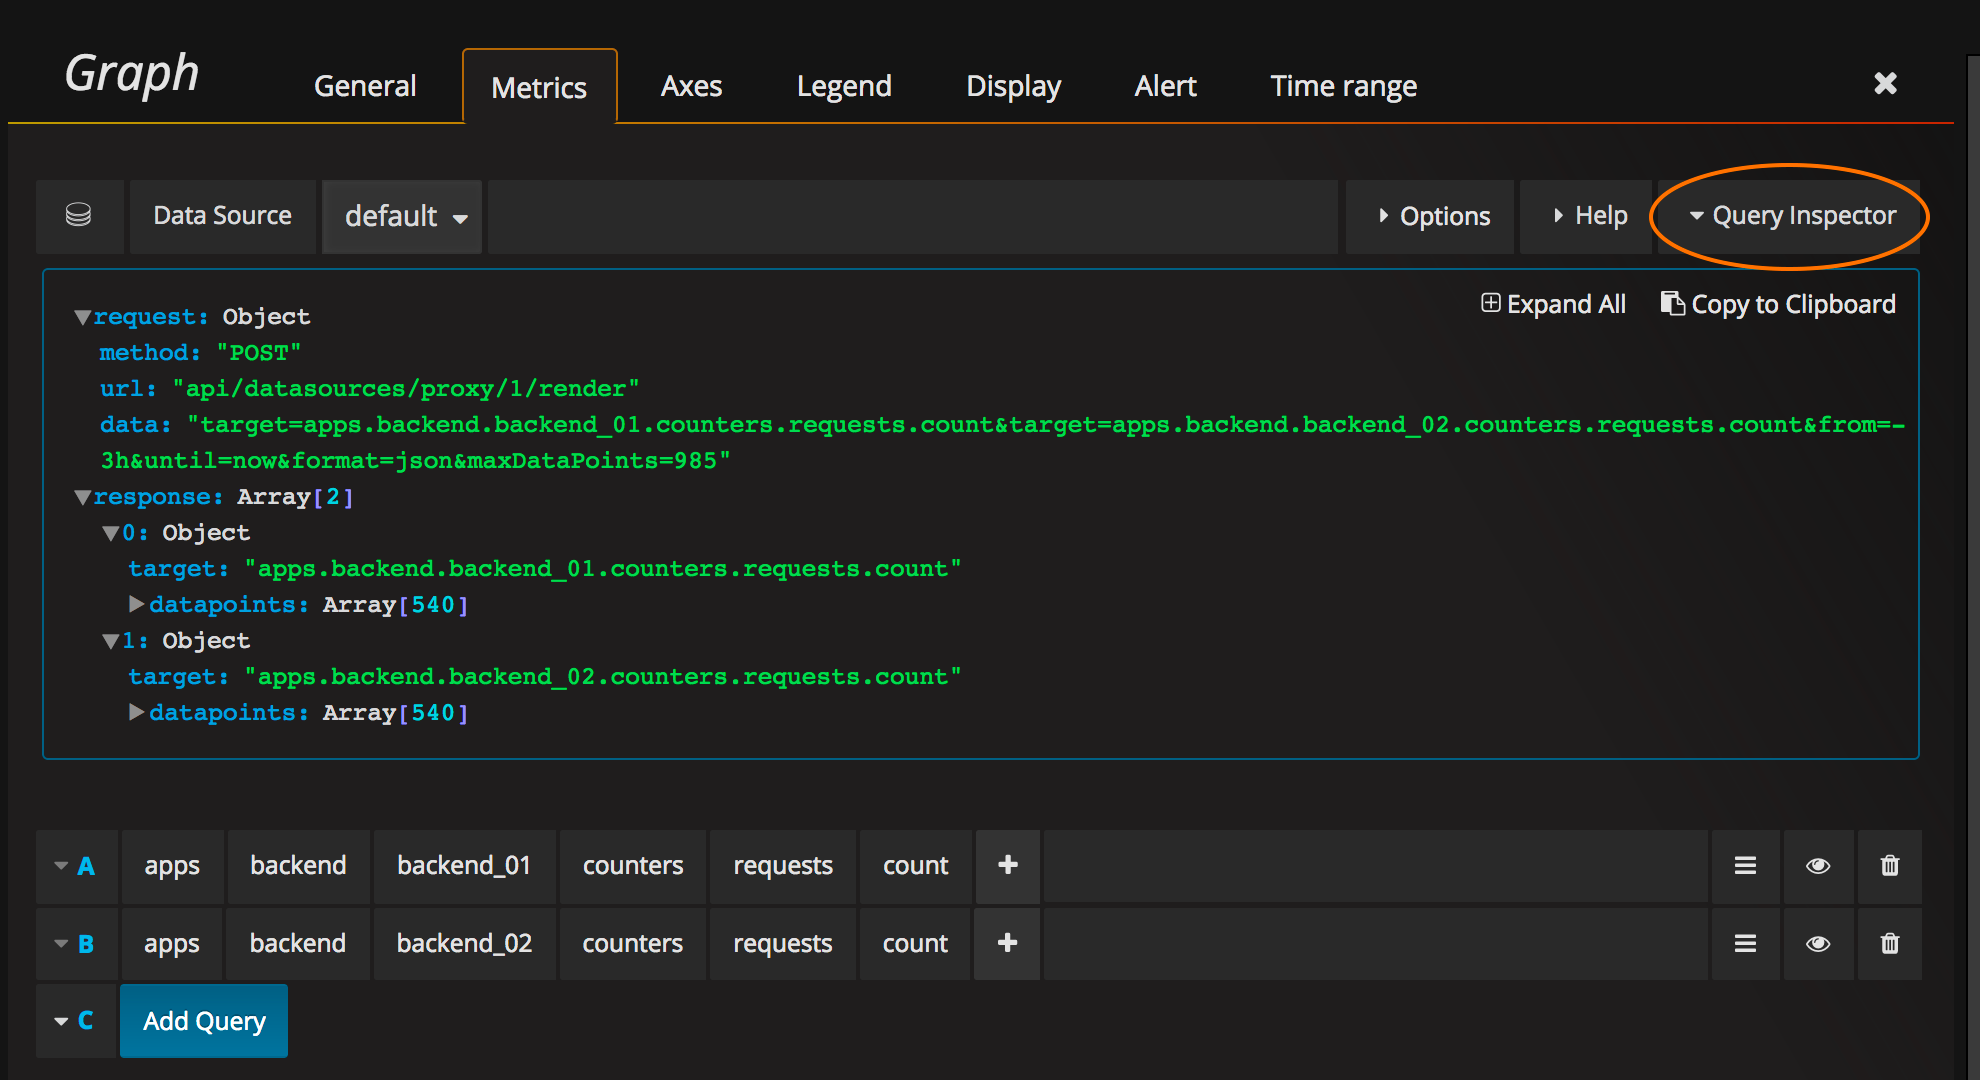 Graph General Metrics Axes Legend Display Alert Time range
Data Source default Options Help Query Inspector
Expand All Copy to Clipboard
request: Object
method: "POST"
url: "api/datasources/proxy/1/render"
data: "target=apps.backend.backend_01.counters.requests.count&target=apps.backend.backend_02.counters.requests.count&from=-
3h&until=now&format=json&maxDataPoints=985"
response: Array[2]
0: Object
target: "apps.backend.backend_01.counters.requests.count"
datapoints: Array[540]
1: Object
target: "apps.backend.backend_02.counters.requests.count"
datapoints: Array[540]
A apps backend backend_01 counters requests count +
B apps backend backend_02 counters requests count +
C Add Query